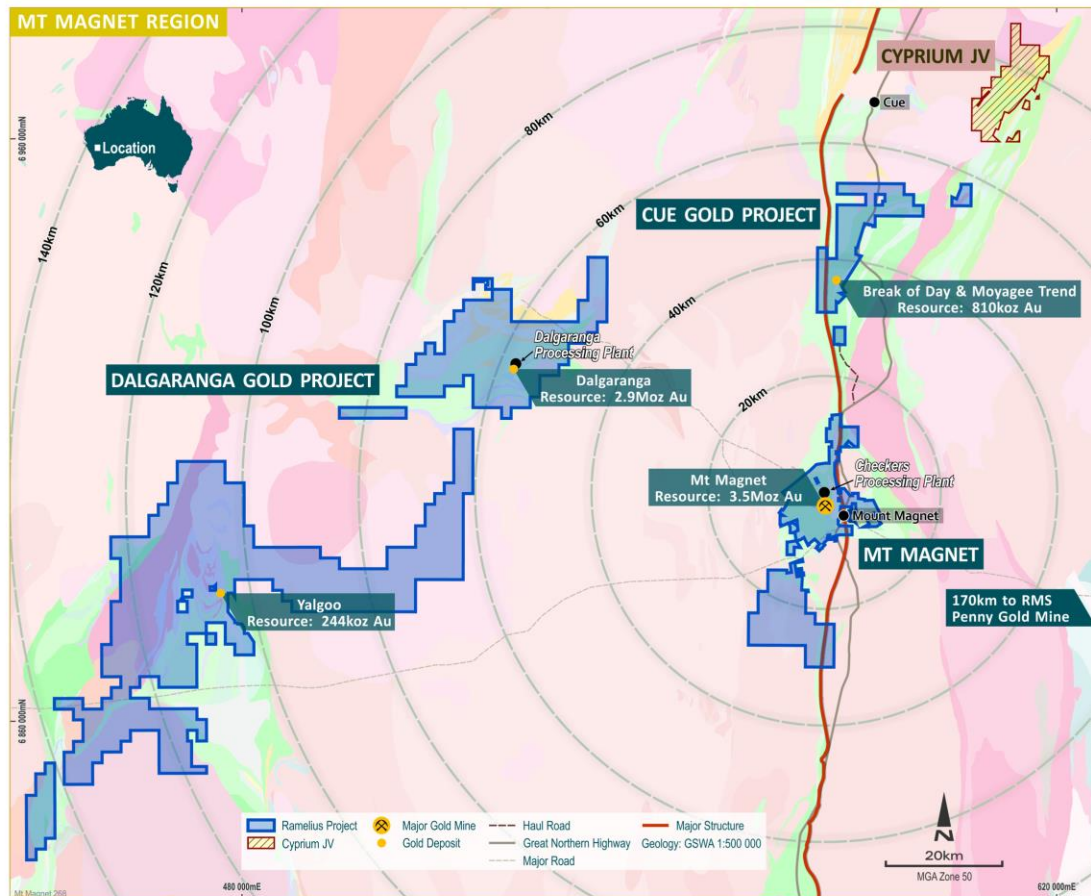 MT MAGNET REGION
CYPRIUM JV
Cue
6 960 000mN
Location
80km
140km
60km
CUE GOLD PROJECT
120km
Break of Day & Moyagee Trend
Resource: 810koz Au
100km
40km
Dalgaranga
Processing Plant
DALGARANGA GOLD PROJECT
Dalgaranga
Resource: 2.9Moz Au
20km
Checkers
Processing Plant
Mt Magnet
Resource: 3.5Moz Au
Mount Magnet
MT MAGNET
170km to RMS
Penny Gold Mine
Yalgoo
Resource: 244koz Au
6 860 000mN
Ramelius Project
Major Gold Mine
Haul Road
Major Structure
Cyprium JV
Gold Deposit
Great Northern Highway
Geology: GSWA 1:500 000
Major Road
N
20km
MGA Zone 50
Mt Magnet 268
480 000mE
620 000mE